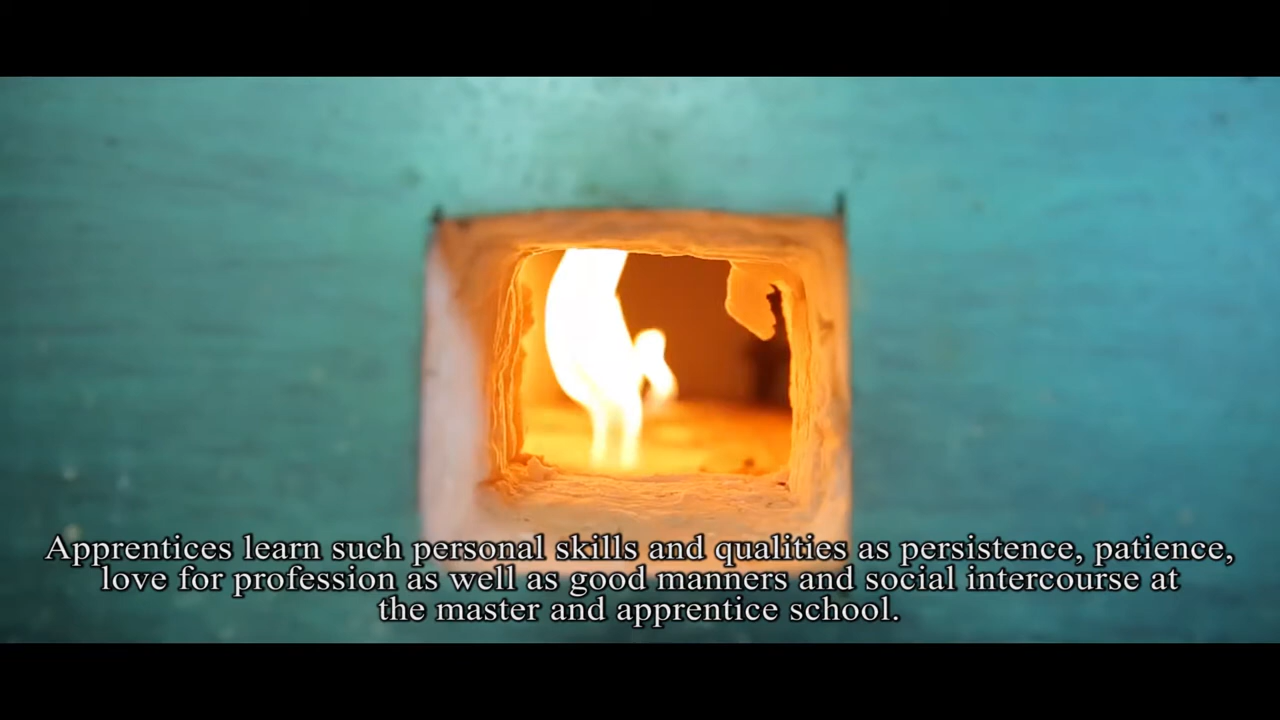 Apprentices learn such personal skills and qualities as persistence, patience,
love for profession as well as good manners and social intercourse at
the master and apprentice school.